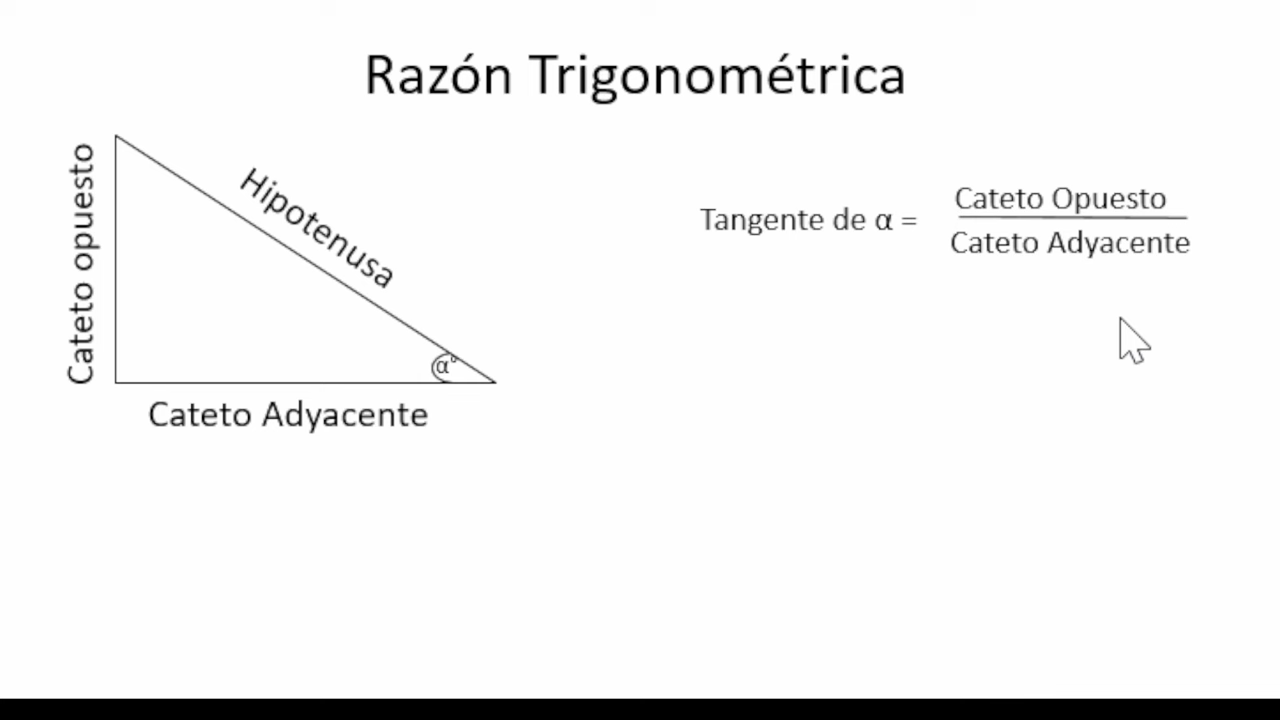 Razón Trigonométrica
Cateto opuesto
Hipotenusa
α°
Cateto Adyacente
Tangente de α =
Cateto Opuesto
Cateto Adyacente